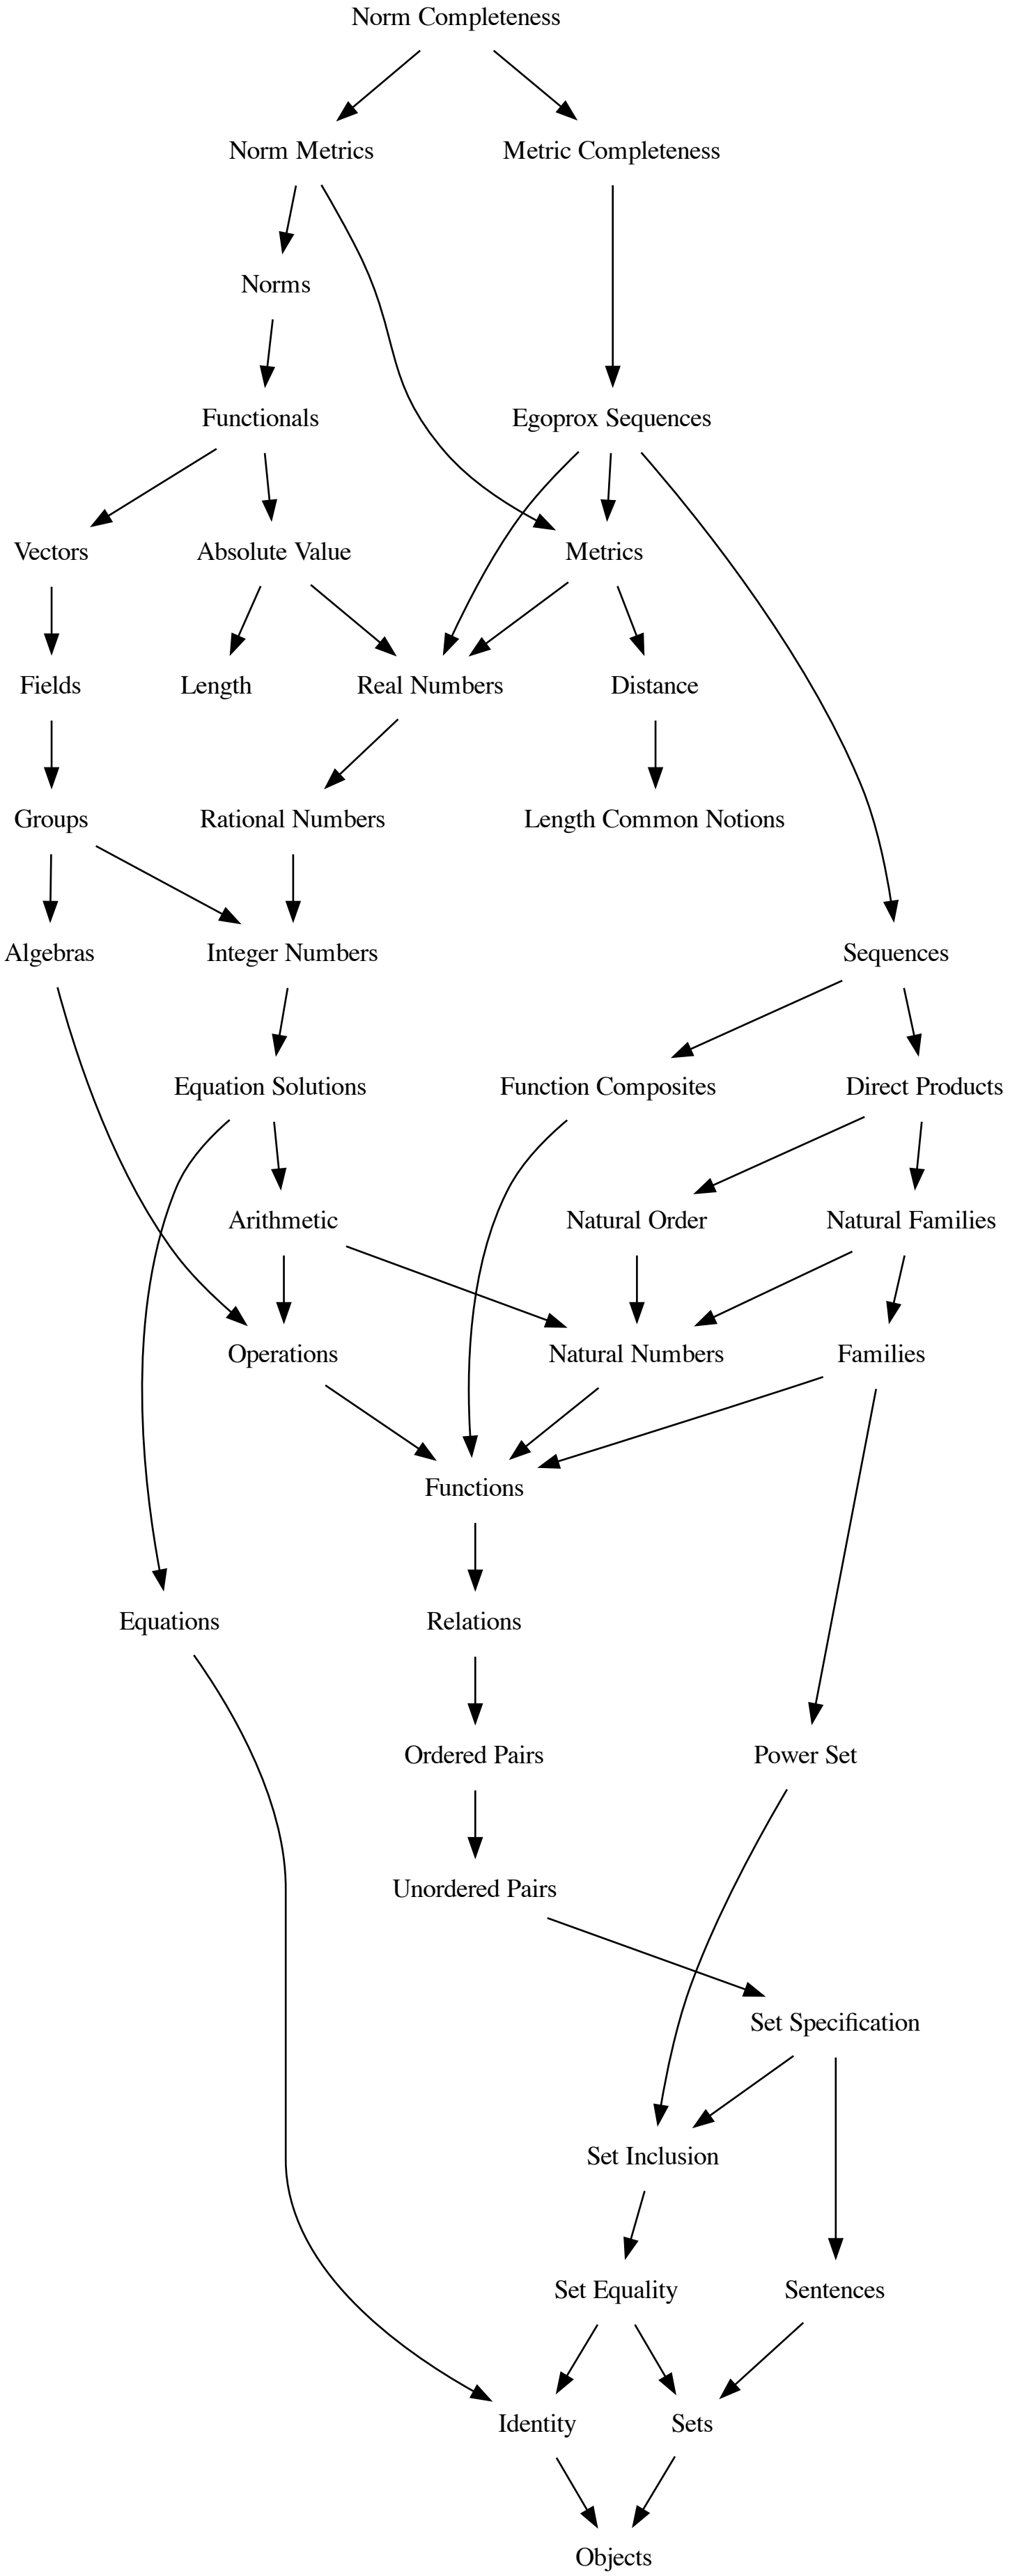 Norm Completeness
Norm Metrics
Metric Completeness
Norms
Functionals
Egoprox Sequences
Vectors
Absolute Value
Metrics
Fields
Length
Real Numbers
Distance
Groups
Rational Numbers
Length Common Notions
Algebras
Integer Numbers
Sequences
Equation Solutions
Function Composites
Direct Products
Arithmetic
Natural Order
Natural Families
Operations
Natural Numbers
Families
Functions
Equations
Relations
Ordered Pairs
Power Set
Unordered Pairs
Set Specification
Set Inclusion
Set Equality
Sentences
Identity
Sets
Objects